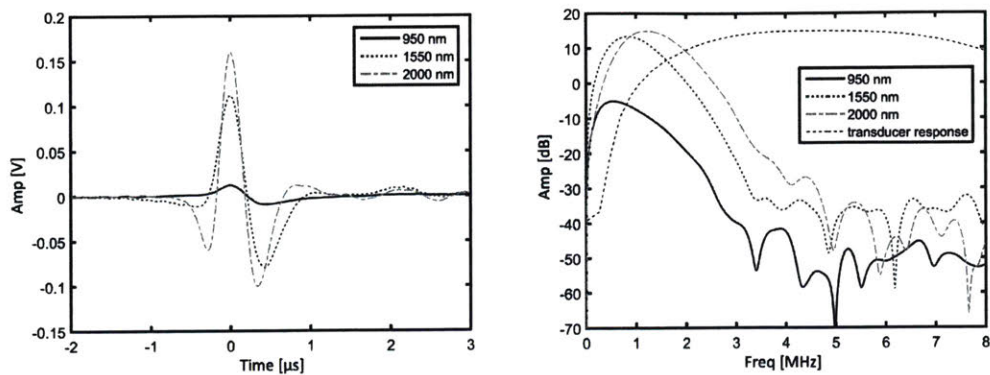 0.2
0.15
0.1
0.05
0
-0.05
-0.1
-0.15
Amp [V]
-2 -1 0 1 2 3
Time [µs]
950 nm
1550 nm
2000 nm
20
10
0
-10
-20
-30
-40
-50
-60
-70
Amp [dB]
0 1 2 3 4 5 6 7 8
Freq [MHz]
950 nm
1550 nm
2000 nm
transducer response